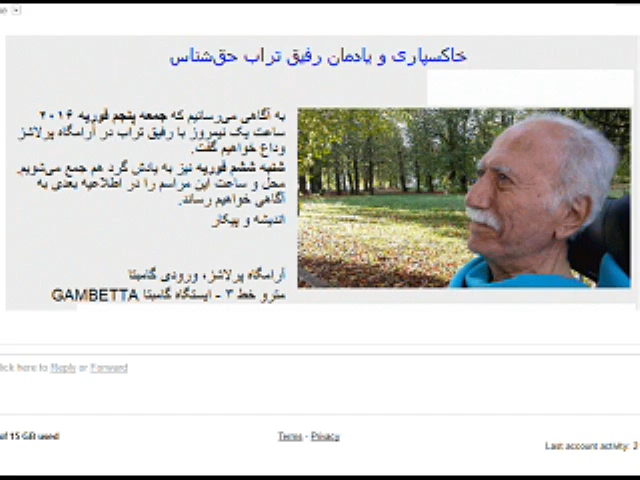 خاکسپاری و یادمان رفیق تراب حق‌شناس
به آگاهی می‌رسانیم که جمعه پنجم فوریه ۲۰۱۶
ساعت یک نیمروز با رفیق تراب در آرامگاه پرلاشز
وداع خواهیم گفت.
شنبه ششم فوریه نیز به یادش گرد هم جمع می‌شویم.
محل و ساعت این مراسم را در اطلاعیه بعدی به
آگاهی خواهیم رساند.
اندیشه و پیکار
آرامگاه پرلاشز، ورودی گامبتا
مترو خط ۳ - ایستگاه گامبتا GAMBETTA
lick here to Reply or Forward
of 15 GB used
Terms - Privacy
Last account activity: 2